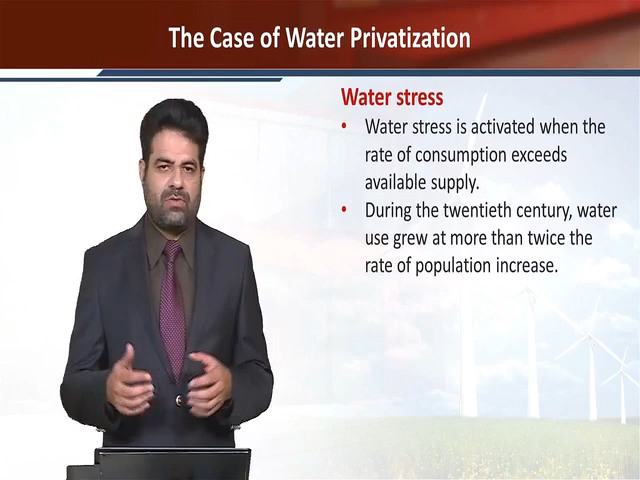 The Case of Water Privatization
Water stress
• Water stress is activated when the
rate of consumption exceeds
available supply.
• During the twentieth century, water
use grew at more than twice the
rate of population increase.